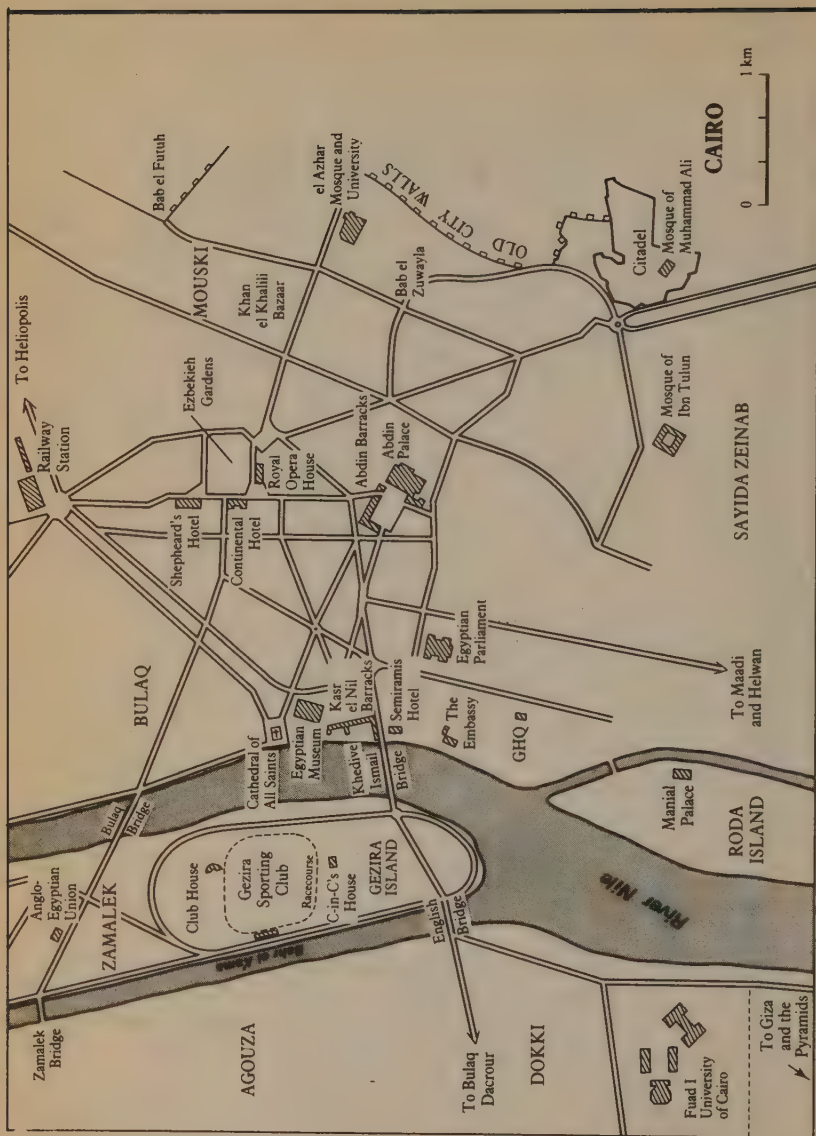 CAIRO
0
1 km
Zamalek
Bridge
Anglo-
Egyptian
Union
ZAMALEK
Bulaq
Bridge
BULAQ
To Heliopolis
Railway
Station
Ezbekieh
Gardens
Shepheard's
Hotel
Continental
Hotel
Royal
Opera
House
MOUSKI
Bab el Futuh
Khan
el Khalili
Bazaar
el Azhar
Mosque and
University
OLD CITY WALLS
Bab el
Zuwayla
Citadel
Mosque of
Muhammad Ali
Abdin Barracks
Abdin
Palace
Mosque of
Ibn Tulun
SAYIDA ZEINAB
Cathedral of
All Saints
Egyptian
Museum
Kasr
el Nil
Barracks
Khedive
Ismail
Bridge
Semiramis
Hotel
The
Embassy
GHQ
Egyptian
Parliament
To Maadi
and Helwan
Club House
Gezira
Sporting
Club
Racecourse
C-in-C's
House
GEZIRA
ISLAND
English
Bridge
AGOUZA
To Bulaq
Dacrour
DOKKI
Manial
Palace
RODA
ISLAND
River Nile
Fuad I
University
of Cairo
To Giza
and the
Pyramids